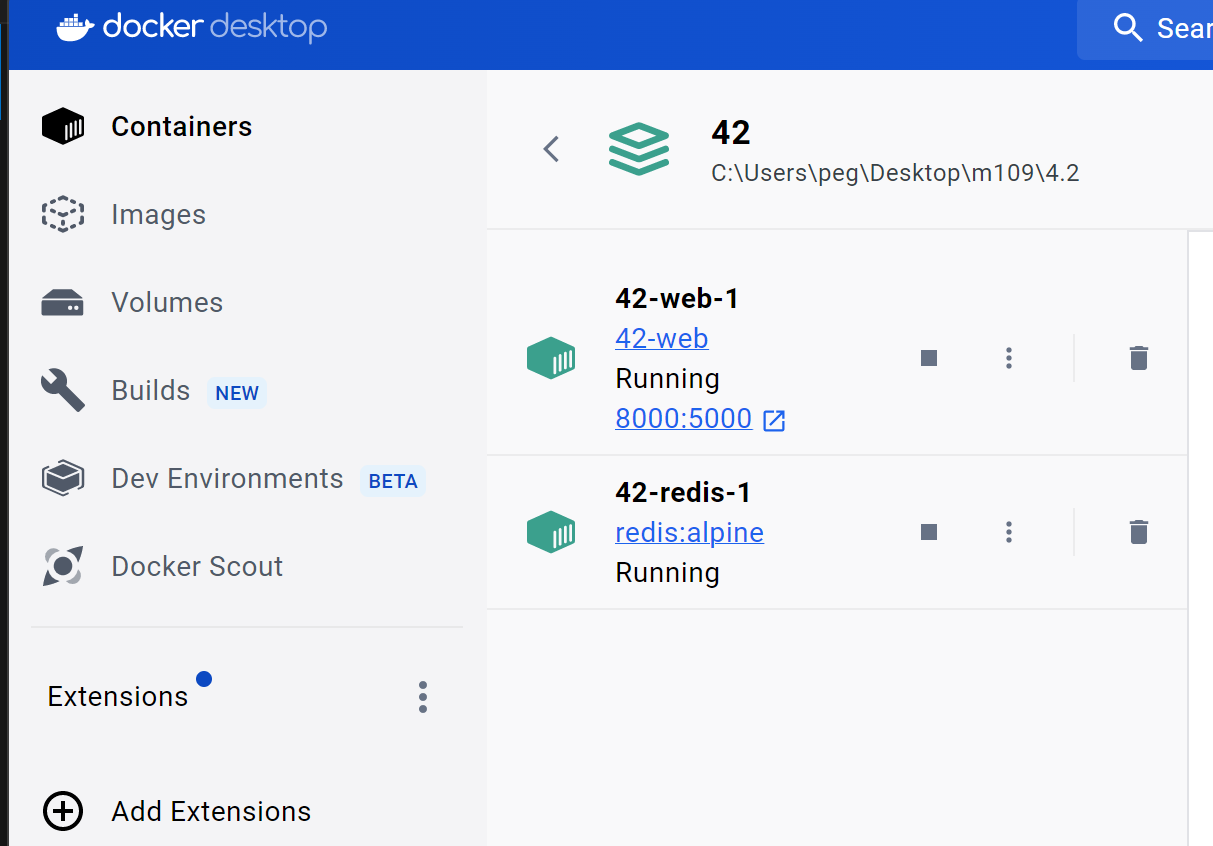 docker desktop
Sear
Containers
Images
Volumes
Builds NEW
Dev Environments BETA
Docker Scout
Extensions
Add Extensions
42
C:\Users\peg\Desktop\m109\4.2
42-web-1
42-web
Running
8000:5000
42-redis-1
redis:alpine
Running